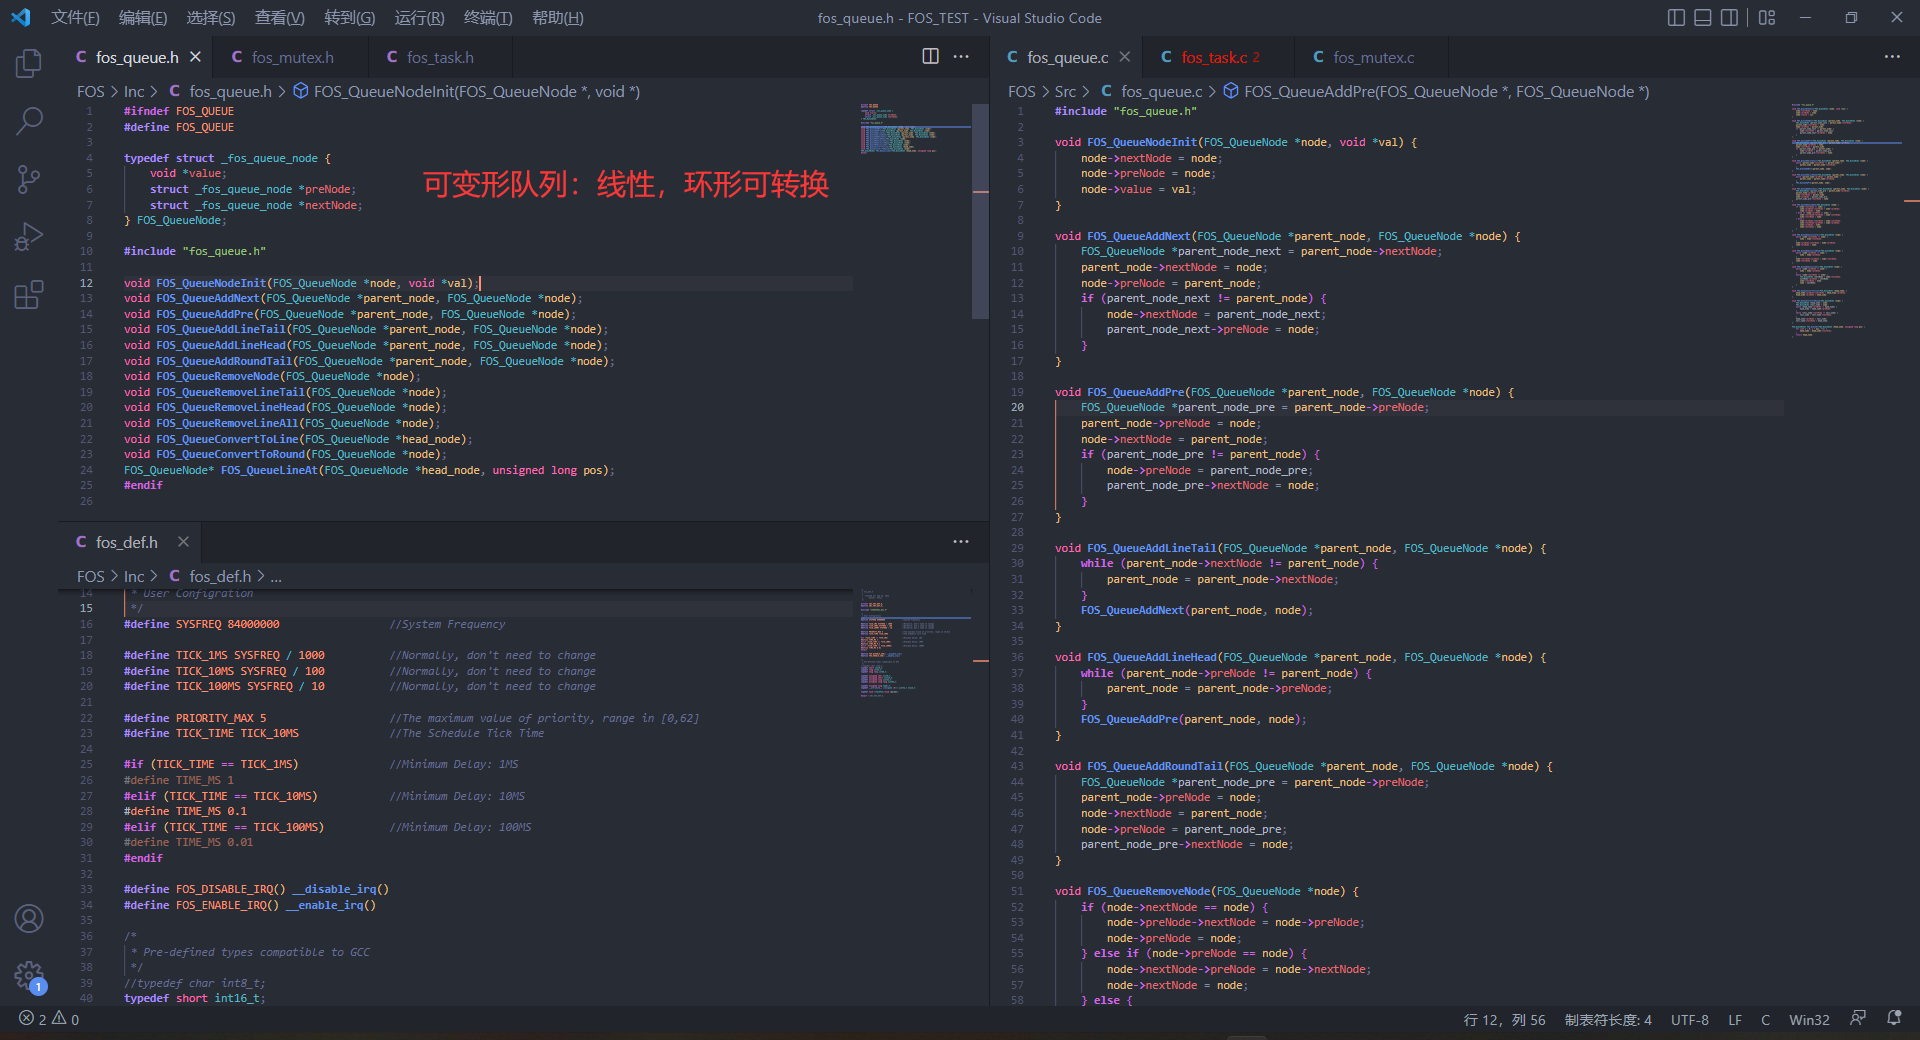 文件(F) 编辑(E) 选择(S) 查看(V) 转到(G) 运行(R) 终端(T) 帮助(H)
fos_queue.h - FOS_TEST - Visual Studio Code
C fos_queue.h C fos_mutex.h C fos_task.h
FOS > Inc > C fos_queue.h > FOS_QueueNodeInit(FOS_QueueNode *, void *)
1 #ifndef FOS_QUEUE
2 #define FOS_QUEUE
3
4 typedef struct _fos_queue_node {
5 void *value;
6 struct _fos_queue_node *preNode;
7 struct _fos_queue_node *nextNode;
8 } FOS_QueueNode;
9
10 #include "fos_queue.h"
11
12 void FOS_QueueNodeInit(FOS_QueueNode *node, void *val);
13 void FOS_QueueAddNext(FOS_QueueNode *parent_node, FOS_QueueNode *node);
14 void FOS_QueueAddPre(FOS_QueueNode *parent_node, FOS_QueueNode *node);
15 void FOS_QueueAddLineTail(FOS_QueueNode *parent_node, FOS_QueueNode *node);
16 void FOS_QueueAddLineHead(FOS_QueueNode *parent_node, FOS_QueueNode *node);
17 void FOS_QueueAddRoundTail(FOS_QueueNode *parent_node, FOS_QueueNode *node);
18 void FOS_QueueRemoveNode(FOS_QueueNode *node);
19 void FOS_QueueRemoveLineTail(FOS_QueueNode *node);
20 void FOS_QueueRemoveLineHead(FOS_QueueNode *node);
21 void FOS_QueueRemoveLineAll(FOS_QueueNode *node);
22 void FOS_QueueConvertToLine(FOS_QueueNode *head_node);
23 void FOS_QueueConvertToRound(FOS_QueueNode *node);
24 FOS_QueueNode* FOS_QueueLineAt(FOS_QueueNode *head_node, unsigned long pos);
25 #endif
26
可变形队列：线性，环形可转换
C fos_def.h
FOS > Inc > C fos_def.h > ...
14 * User Configration
15 */
16 #define SYSFREQ 84000000 //System Frequency
17
18 #define TICK_1MS SYSFREQ / 1000 //Normally, don't need to change
19 #define TICK_10MS SYSFREQ / 100 //Normally, don't need to change
20 #define TICK_100MS SYSFREQ / 10 //Normally, don't need to change
21
22 #define PRIORITY_MAX 5 //The maximum value of priority, range in [0,62]
23 #define TICK_TIME TICK_10MS //The Schedule Tick Time
24
25 #if (TICK_TIME == TICK_1MS) //Minimum Delay: 1MS
26 #define TIME_MS 1
27 #elif (TICK_TIME == TICK_10MS) //Minimum Delay: 10MS
28 #define TIME_MS 0.1
29 #elif (TICK_TIME == TICK_100MS) //Minimum Delay: 100MS
30 #define TIME_MS 0.01
31 #endif
32
33 #define FOS_DISABLE_IRQ() __disable_irq()
34 #define FOS_ENABLE_IRQ() __enable_irq()
35
36 /*
37 * Pre-defined types compatible to GCC
38 */
39 //typedef char int8_t;
40 typedef short int16_t;
C fos_queue.c C fos_task.c 2 C fos_mutex.c
FOS > Src > C fos_queue.c > FOS_QueueAddPre(FOS_QueueNode *, FOS_QueueNode *)
1 #include "fos_queue.h"
2
3 void FOS_QueueNodeInit(FOS_QueueNode *node, void *val) {
4 node->nextNode = node;
5 node->preNode = node;
6 node->value = val;
7 }
8
9 void FOS_QueueAddNext(FOS_QueueNode *parent_node, FOS_QueueNode *node) {
10 FOS_QueueNode *parent_node_next = parent_node->nextNode;
11 parent_node->nextNode = node;
12 node->preNode = parent_node;
13 if (parent_node_next != parent_node) {
14 node->nextNode = parent_node_next;
15 parent_node_next->preNode = node;
16 }
17 }
18
19 void FOS_QueueAddPre(FOS_QueueNode *parent_node, FOS_QueueNode *node) {
20 FOS_QueueNode *parent_node_pre = parent_node->preNode;
21 parent_node->preNode = node;
22 node->nextNode = parent_node;
23 if (parent_node_pre != parent_node) {
24 node->preNode = parent_node_pre;
25 parent_node_pre->nextNode = node;
26 }
27 }
28
29 void FOS_QueueAddLineTail(FOS_QueueNode *parent_node, FOS_QueueNode *node) {
30 while (parent_node->nextNode != parent_node) {
31 parent_node = parent_node->nextNode;
32 }
33 FOS_QueueAddNext(parent_node, node);
34 }
35
36 void FOS_QueueAddLineHead(FOS_QueueNode *parent_node, FOS_QueueNode *node) {
37 while (parent_node->preNode != parent_node) {
38 parent_node = parent_node->preNode;
39 }
40 FOS_QueueAddPre(parent_node, node);
41 }
42
43 void FOS_QueueAddRoundTail(FOS_QueueNode *parent_node, FOS_QueueNode *node) {
44 FOS_QueueNode *parent_node_pre = parent_node->preNode;
45 parent_node->preNode = node;
46 node->nextNode = parent_node;
47 node->preNode = parent_node_pre;
48 parent_node_pre->nextNode = node;
49 }
50
51 void FOS_QueueRemoveNode(FOS_QueueNode *node) {
52 if (node->nextNode == node) {
53 node->preNode->nextNode = node->preNode;
54 node->preNode = node;
55 } else if (node->preNode == node) {
56 node->nextNode->preNode = node->nextNode;
57 node->nextNode = node;
58 } else {
1
2 0
行 12，列 56 制表符长度: 4 UTF-8 LF C Win32